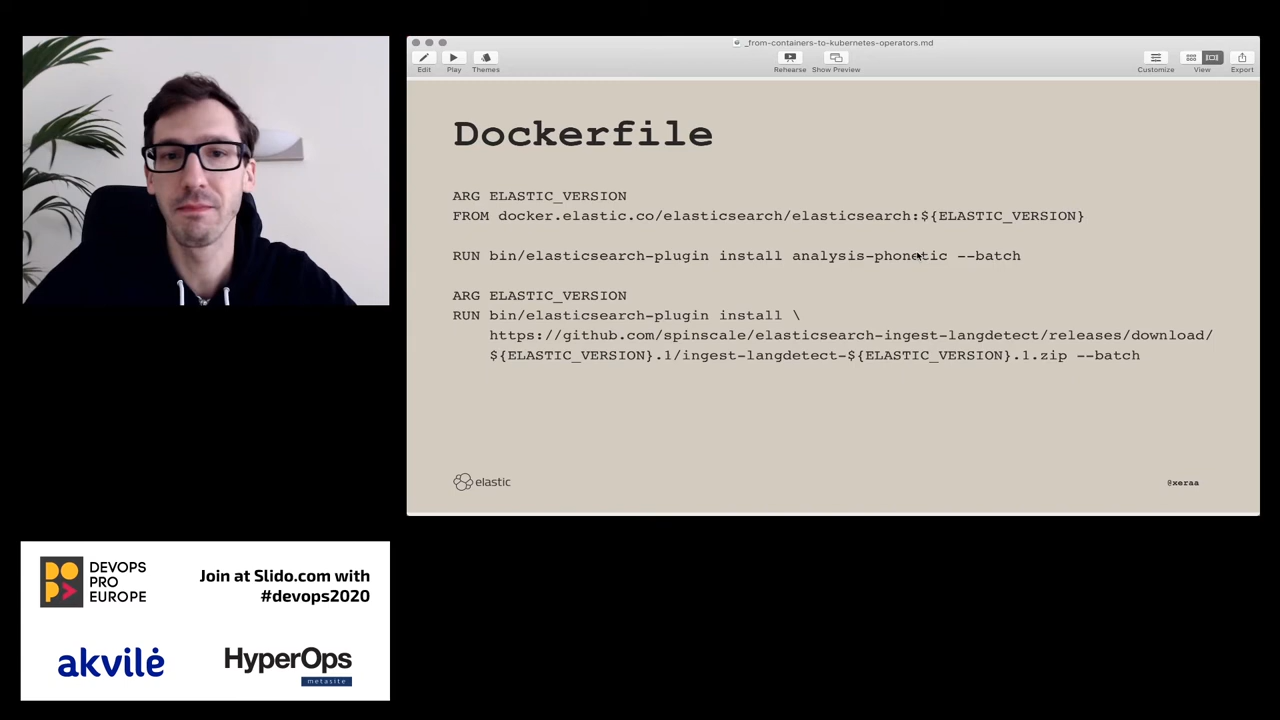 _from-containers-to-kubernetes-operators.md
Edit
Play
Themes
Rehearse
Show Preview
Customize
View
Export
Dockerfile
ARG ELASTIC_VERSION
FROM docker.elastic.co/elasticsearch/elasticsearch:${ELASTIC_VERSION}
RUN bin/elasticsearch-plugin install analysis-phonetic --batch
ARG ELASTIC_VERSION
RUN bin/elasticsearch-plugin install \
https://github.com/spinscale/elasticsearch-ingest-langdetect/releases/download/
${ELASTIC_VERSION}.1/ingest-langdetect-${ELASTIC_VERSION}.1.zip --batch
elastic
@xeraa
DEVOPS
PRO
EUROPE
Join at Slido.com with
#devops2020
akvilė
HyperOps
metasite